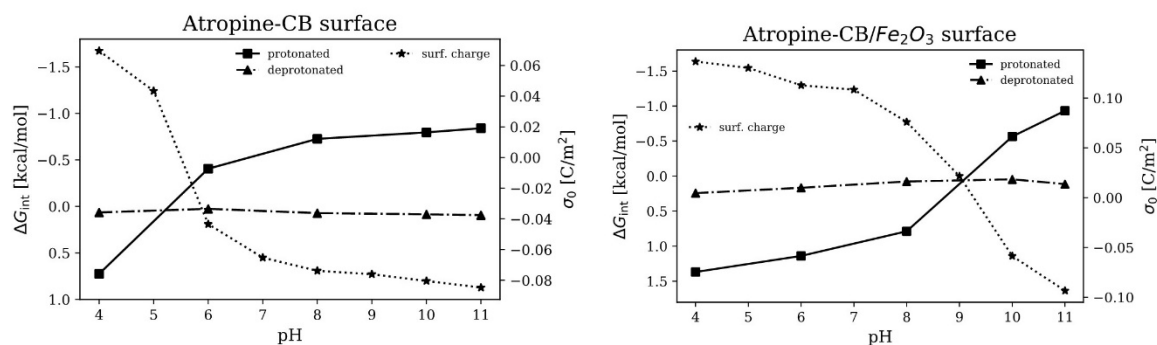 Atropine-CB surface
protonated
deprotonated
surf. charge
ΔG_int [kcal/mol]
−1.5
−1.0
−0.5
0.0
0.5
1.0
4 5 6 7 8 9 10 11
pH
0.06
0.04
0.02
0.00
−0.02
−0.04
−0.06
−0.08
σ₀ [C/m²]
Atropine-CB/Fe₂O₃ surface
protonated
deprotonated
surf. charge
ΔG_int [kcal/mol]
−1.5
−1.0
−0.5
0.0
0.5
1.0
1.5
4 5 6 7 8 9 10 11
pH
0.10
0.05
0.00
−0.05
−0.10
σ₀ [C/m²]